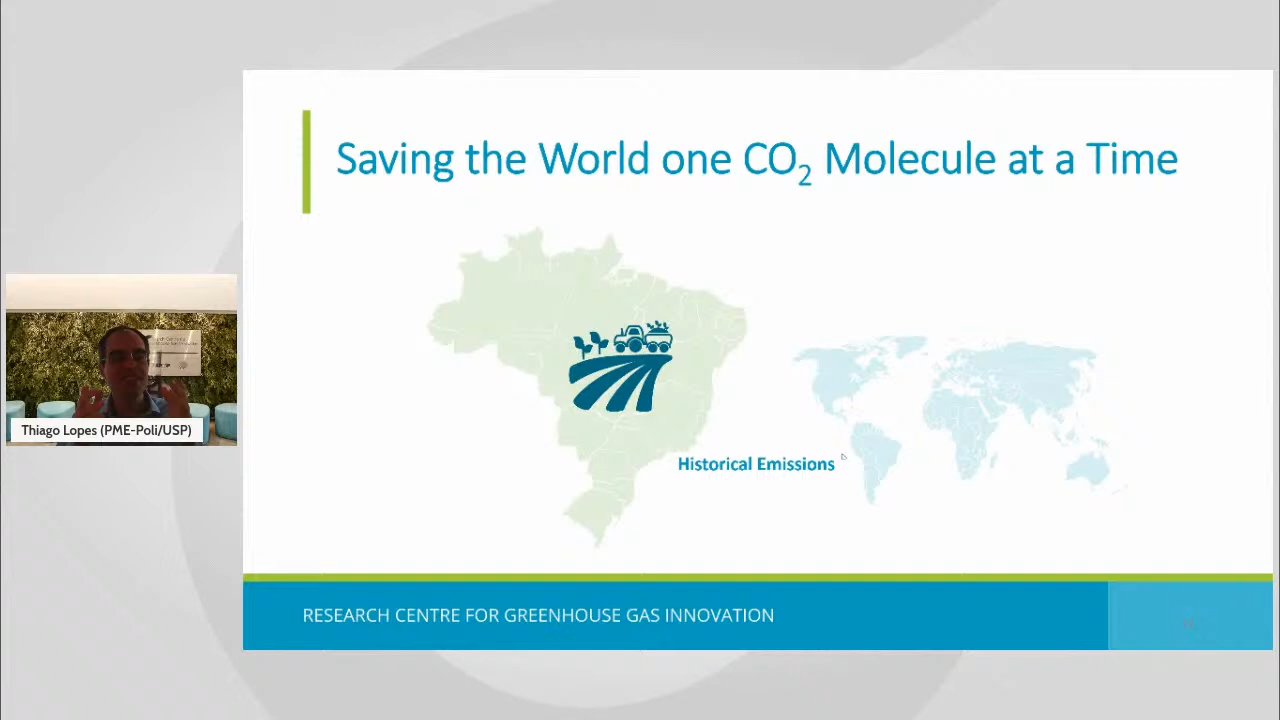 Saving the World one CO₂ Molecule at a Time
Historical Emissions
Thiago Lopes (PME-Poli/USP)
RESEARCH CENTRE FOR GREENHOUSE GAS INNOVATION